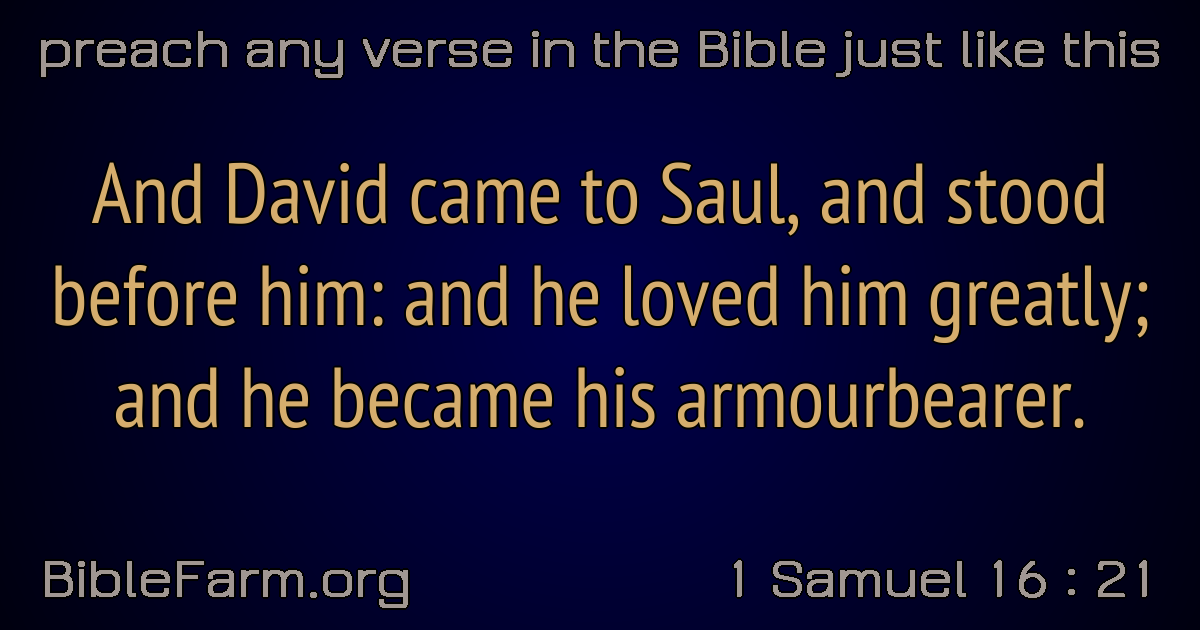 preach any verse in the Bible just like this
And David came to Saul, and stood
before him: and he loved him greatly;
and he became his armourbearer.
BibleFarm.org
1 Samuel 16 : 21